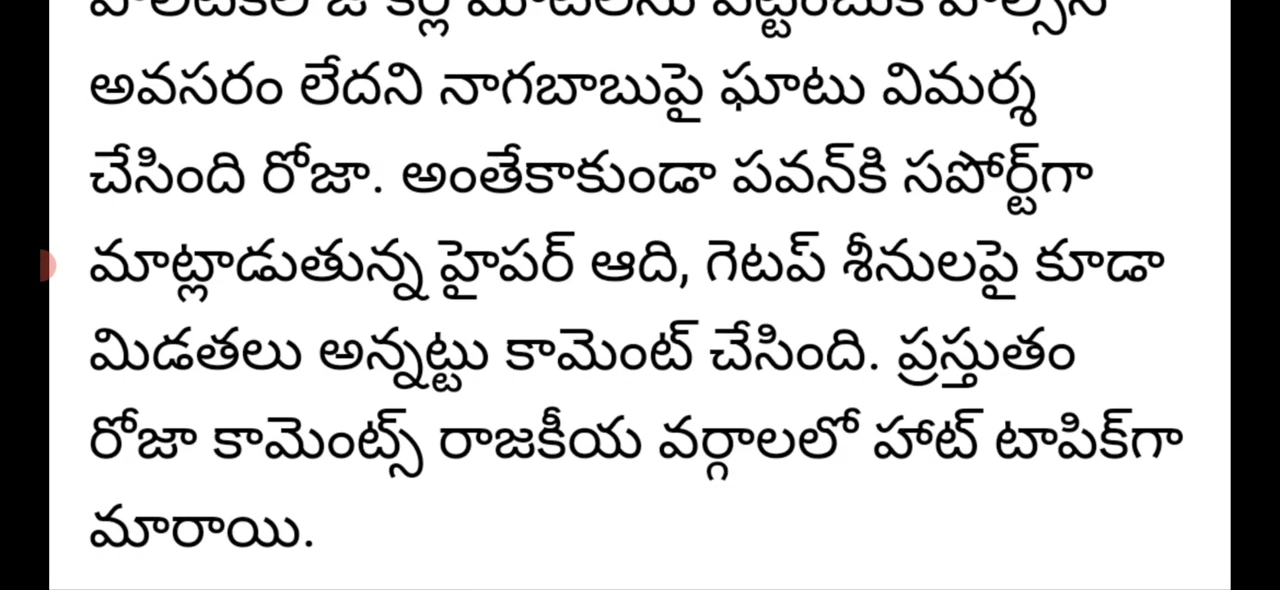 అవసరం లేదని నాగబాబుపై ఘాటు విమర్శ
చేసింది రోజా. అంతేకాకుండా పవన్‌కి సపోర్ట్‌గా
మాట్లాడుతున్న హైపర్ ఆది, గెటప్ శీనులపై కూడా
మిడతలు అన్నట్టు కామెంట్ చేసింది. ప్రస్తుతం
రోజా కామెంట్స్ రాజకీయ వర్గాలలో హాట్ టాపిక్‌గా
మారాయి.